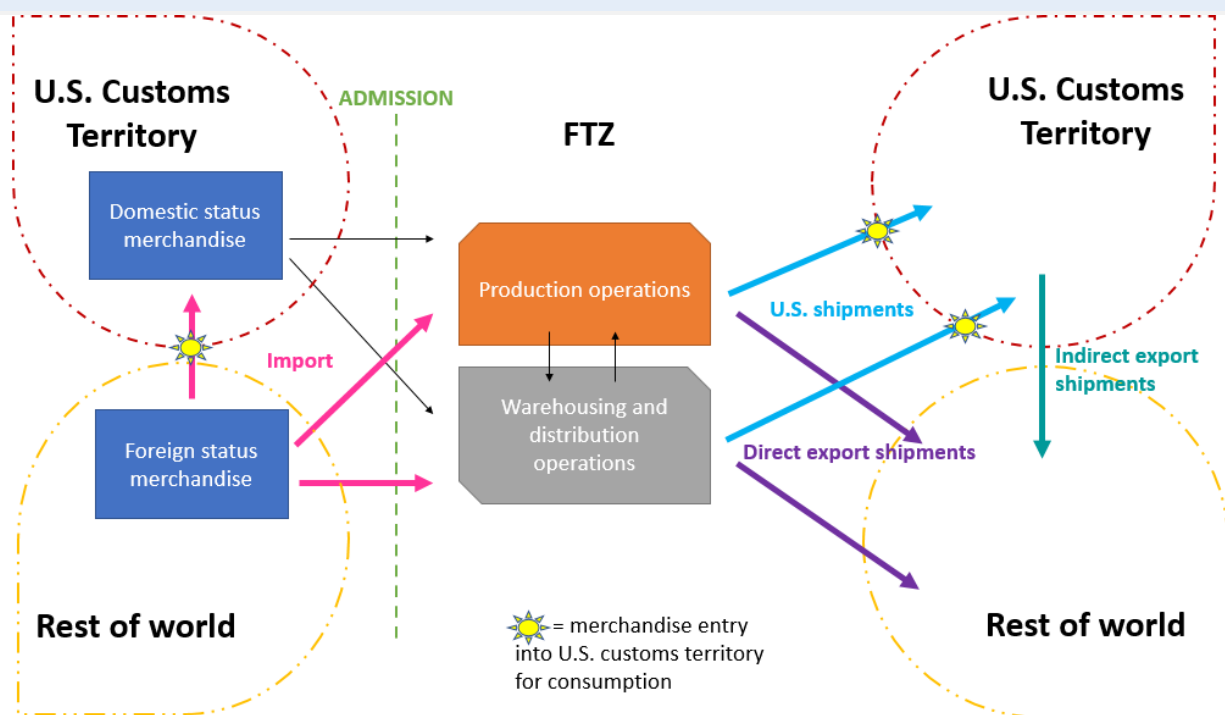 U.S. Customs
Territory
ADMISSION
FTZ
U.S. Customs
Territory
Domestic status
merchandise
Production operations
U.S. shipments
Import
Indirect export
shipments
Warehousing and
distribution
operations
Foreign status
merchandise
Direct export shipments
Rest of world
= merchandise entry
into U.S. customs territory
for consumption
Rest of world